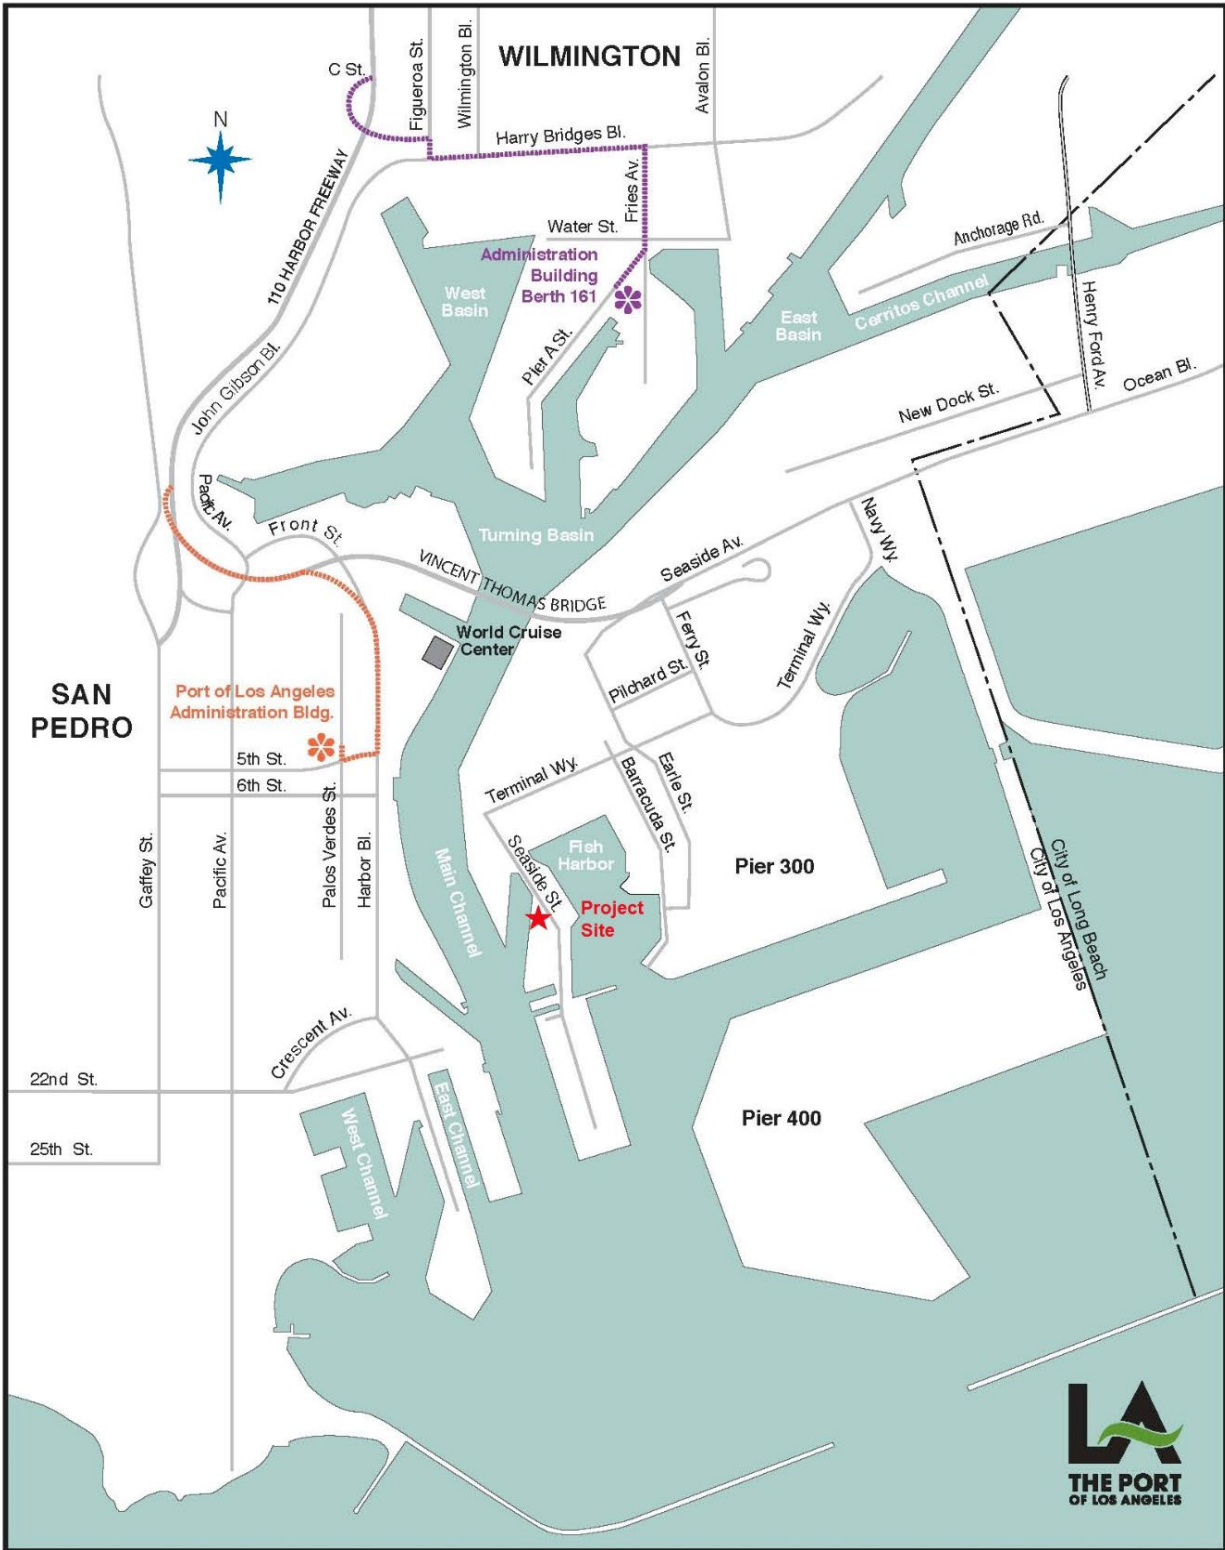 WILMINGTON
C St.
Figueroa St.
Wilmington Bl.
Avalon Bl.
N
Harry Bridges Bl.
Fries Av.
110 HARBOR FREEWAY
Water St.
Administration
Building
Berth 161
Anchorage Rd.
West
Basin
East
Basin
Cerritos Channel
Henry Ford Av.
Pier A St.
John Gibson Bl.
New Dock St.
Ocean Bl.
Pacific Av.
Front St.
Turning Basin
Navy Wy.
VINCENT THOMAS BRIDGE
Seaside Av.
World Cruise
Center
Ferry St.
Pilchard St.
Terminal Wy.
SAN
PEDRO
Port of Los Angeles
Administration Bldg.
5th St.
6th St.
Terminal Wy.
Barracuda St.
Earle St.
Gaffey St.
Pacific Av.
Palos Verdes St.
Harbor Bl.
Main Channel
Seaside St.
Fish
Harbor
Pier 300
Project
Site
City of Long Beach
City of Los Angeles
Crescent Av.
22nd St.
25th St.
West Channel
East Channel
Pier 400
LA
THE PORT
OF LOS ANGELES